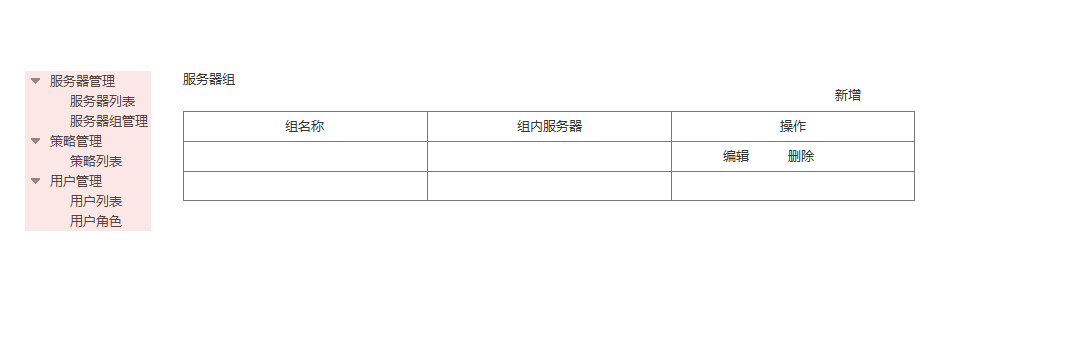 服务器管理
服务器列表
服务器组管理
策略管理
策略列表
用户管理
用户列表
用户角色
服务器组
新增
组名称 组内服务器 操作
编辑 删除